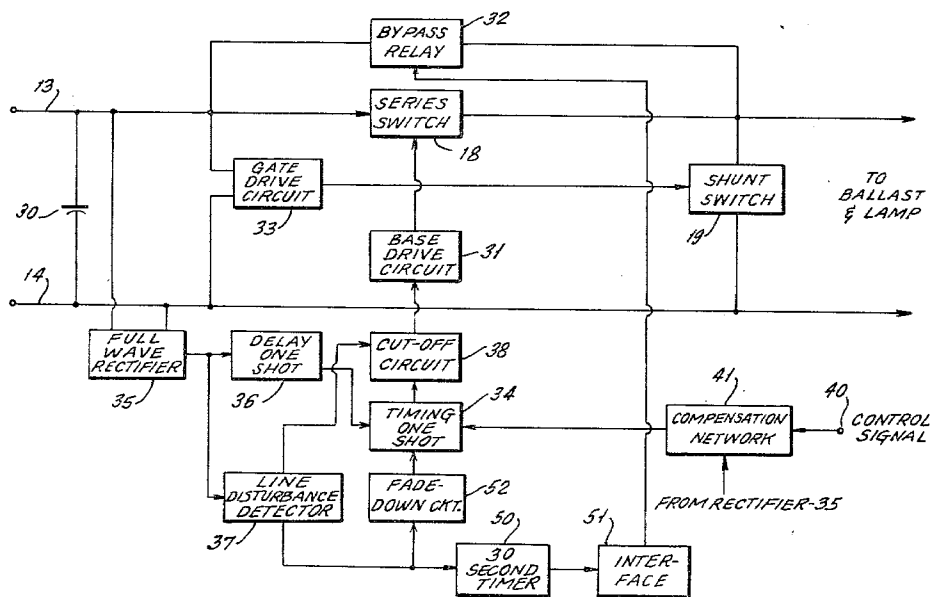 32
BYPASS
RELAY
13
SERIES
SWITCH
18
GATE
DRIVE
CIRCUIT
33
SHUNT
SWITCH
19
TO
BALLAST
& LAMP
30
BASE
DRIVE
CIRCUIT
31
14
FULL
WAVE
RECTIFIER
35
DELAY
ONE
SHOT
36
CUT-OFF
CIRCUIT
38
TIMING
ONE
SHOT
34
41
COMPENSATION
NETWORK
40
CONTROL
SIGNAL
FROM RECTIFIER-35
LINE
DISTURBANCE
DETECTOR
37
FADE-
DOWN CKT.
52
50
30
SECOND
TIMER
51
INTER-
FACE